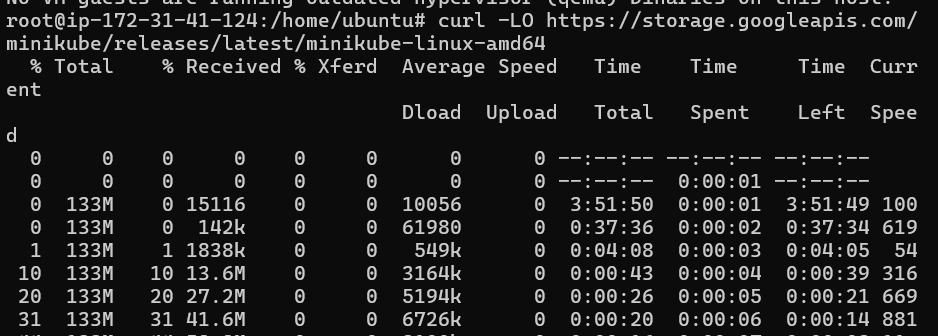 No VM guests are running outdated hypervisor (qemu) binaries on this host.
root@ip-172-31-41-124:/home/ubuntu# curl -LO https://storage.googleapis.com/
minikube/releases/latest/minikube-linux-amd64
  % Total    % Received % Xferd  Average Speed   Time    Time     Time  Curr
ent
                                 Dload  Upload   Total   Spent    Left  Spee
d
  0     0    0     0    0     0      0      0 --:--:-- --:--:-- --:--:--
  0     0    0     0    0     0      0      0 --:--:--  0:00:01 --:--:--
  0  133M    0 15116    0     0  10056      0  3:51:50  0:00:01  3:51:49 100
  0  133M    0  142k    0     0  61980      0  0:37:36  0:00:02  0:37:34 619
  1  133M    1 1838k    0     0   549k      0  0:04:08  0:00:03  0:04:05  54
 10  133M   10 13.6M    0     0  3164k      0  0:00:43  0:00:04  0:00:39 316
 20  133M   20 27.2M    0     0  5194k      0  0:00:26  0:00:05  0:00:21 669
 31  133M   31 41.6M    0     0  6726k      0  0:00:20  0:00:06  0:00:14 881